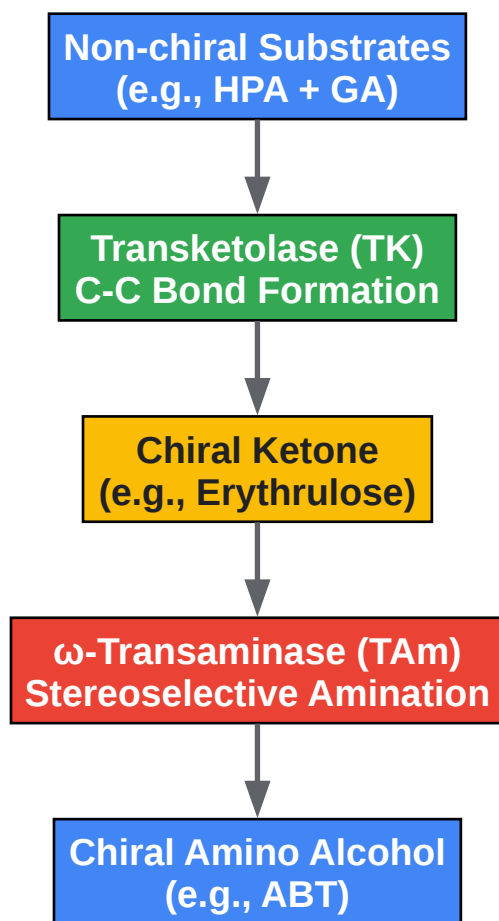 Non-chiral Substrates
(e.g., HPA + GA)
Transketolase (TK)
C-C Bond Formation
Chiral Ketone
(e.g., Erythrulose)
ω-Transaminase (TAm)
Stereoselective Amination
Chiral Amino Alcohol
(e.g., ABT)